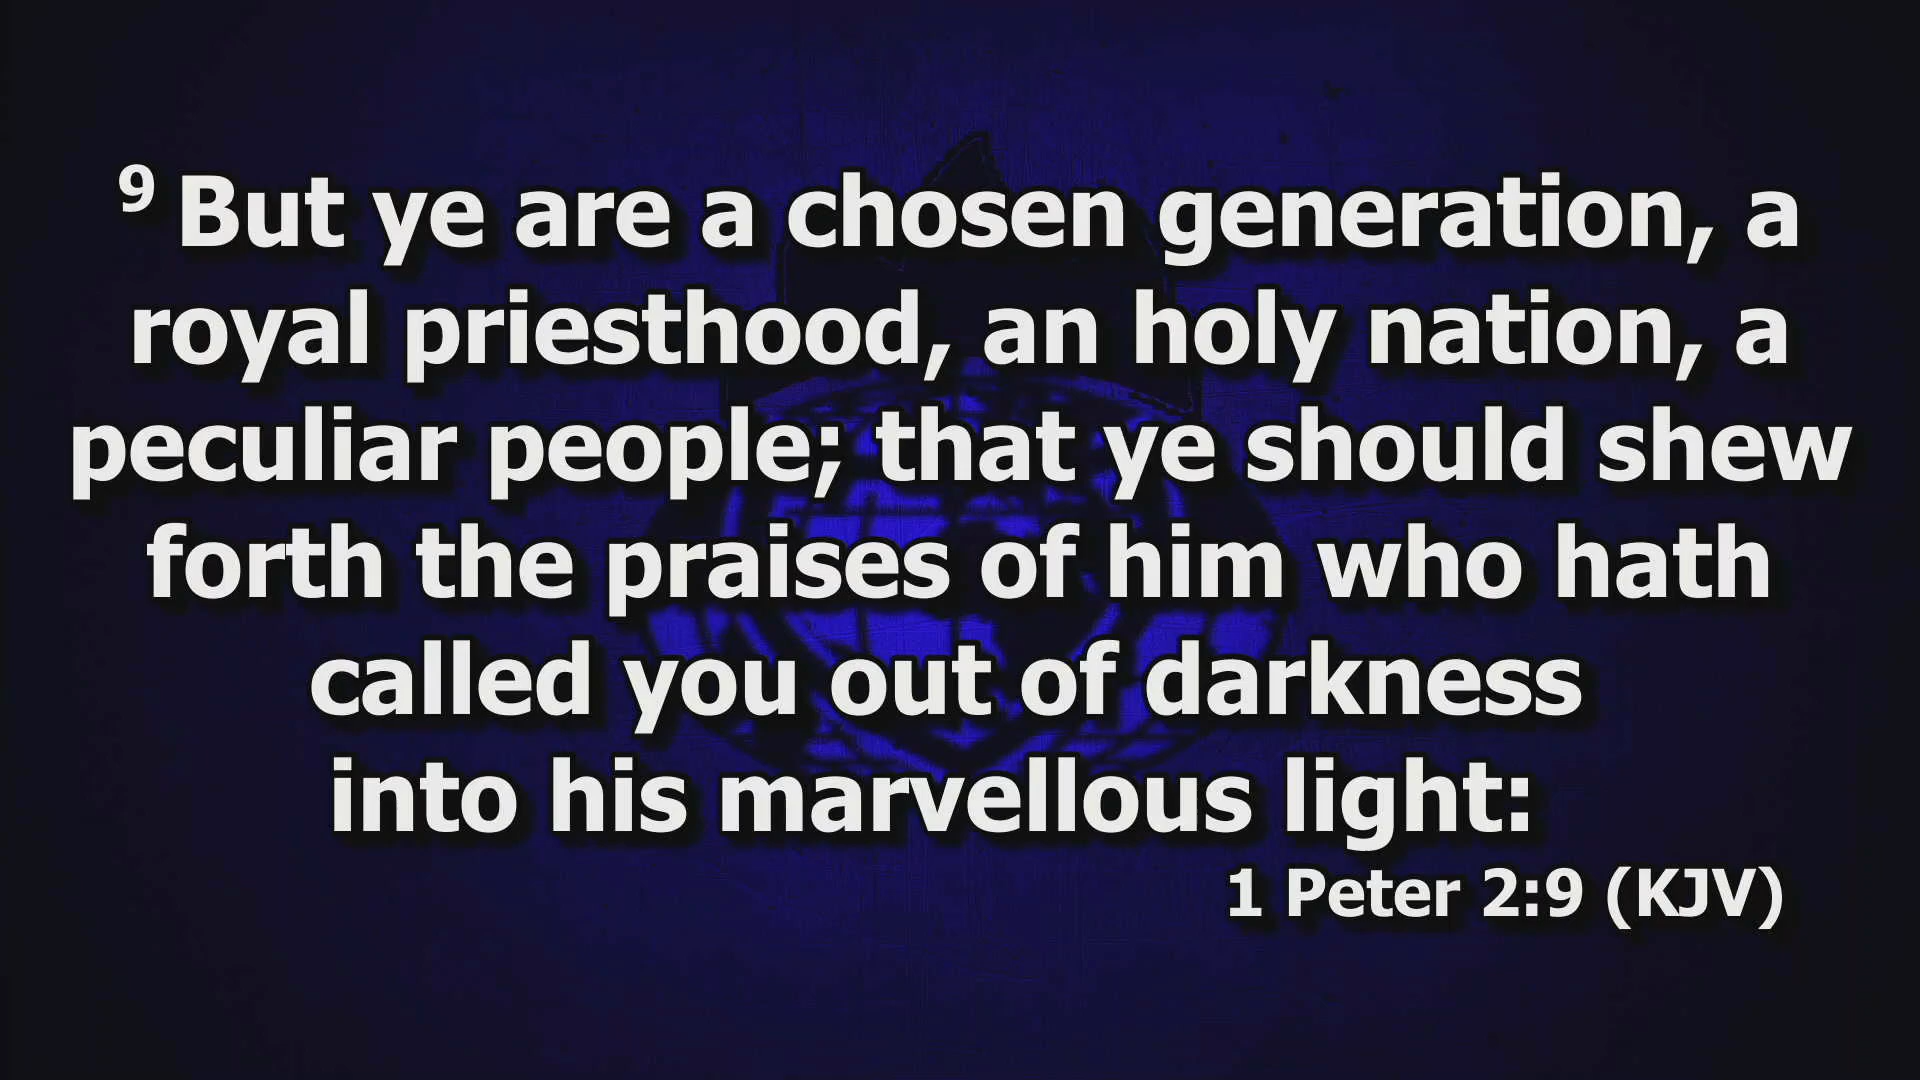 9 But ye are a chosen generation, a
royal priesthood, an holy nation, a
peculiar people; that ye should shew
forth the praises of him who hath
called you out of darkness
into his marvellous light:
1 Peter 2:9 (KJV)